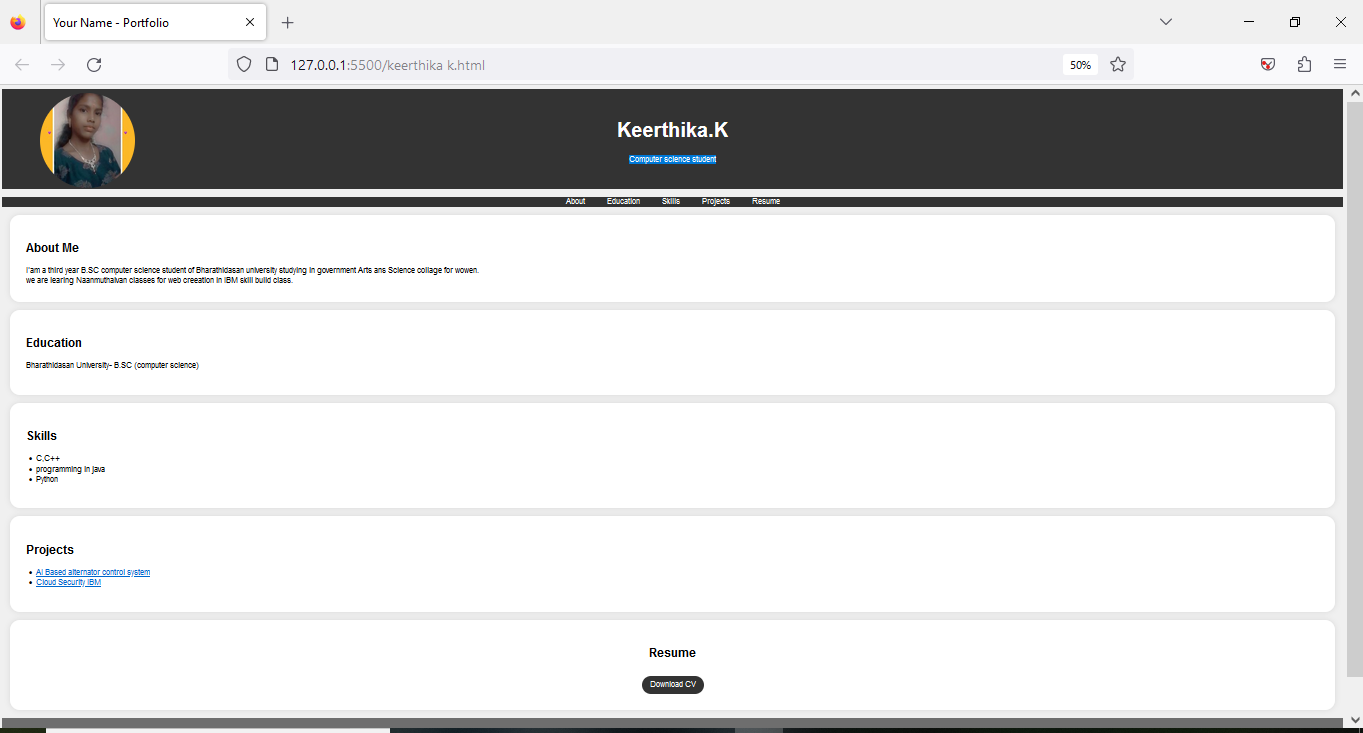 Your Name - Portfolio
127.0.0.1:5500/keerthika k.html
50%
Keerthika.K
Computer science student
About Education Skills Projects Resume
About Me
I'am a third year B.SC computer science student of Bharathidasan university studying in government Arts ans Science collage for wowen.
we are learing Naanmuthalvan classes for web creeation in IBM skill build class.
Education
Bharathidasan University- B.SC (computer science)
Skills
C,C++
programming in java
Python
Projects
AI Based alternator control system
Cloud Security IBM
Resume
Download CV